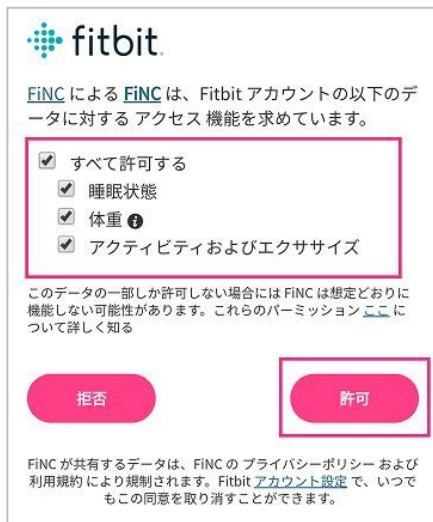 fitbit.
FiNC による FiNC は、Fitbit アカウントの以下のデ
ータに対する アクセス 機能を求めています。
すべて許可する
睡眠状態
体重
アクティビティおよびエクササイズ
このデータの一部しか許可しない場合には FiNC は想定どおりに
機能しない可能性があります。これらのパーミッション ここ に
ついて詳しく知る
拒否
許可
FiNC が共有するデータは、FiNC の プライバシーポリシー および
利用規約 により規制されます。Fitbit アカウント設定 で、いつで
もこの同意を取り消すことができます。